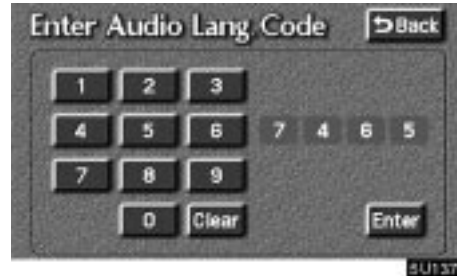 Enter Audio Lang. Code Back
1 2 3
4 5 6 7 4 6 5
7 8 9
0 Clear Enter
5U137